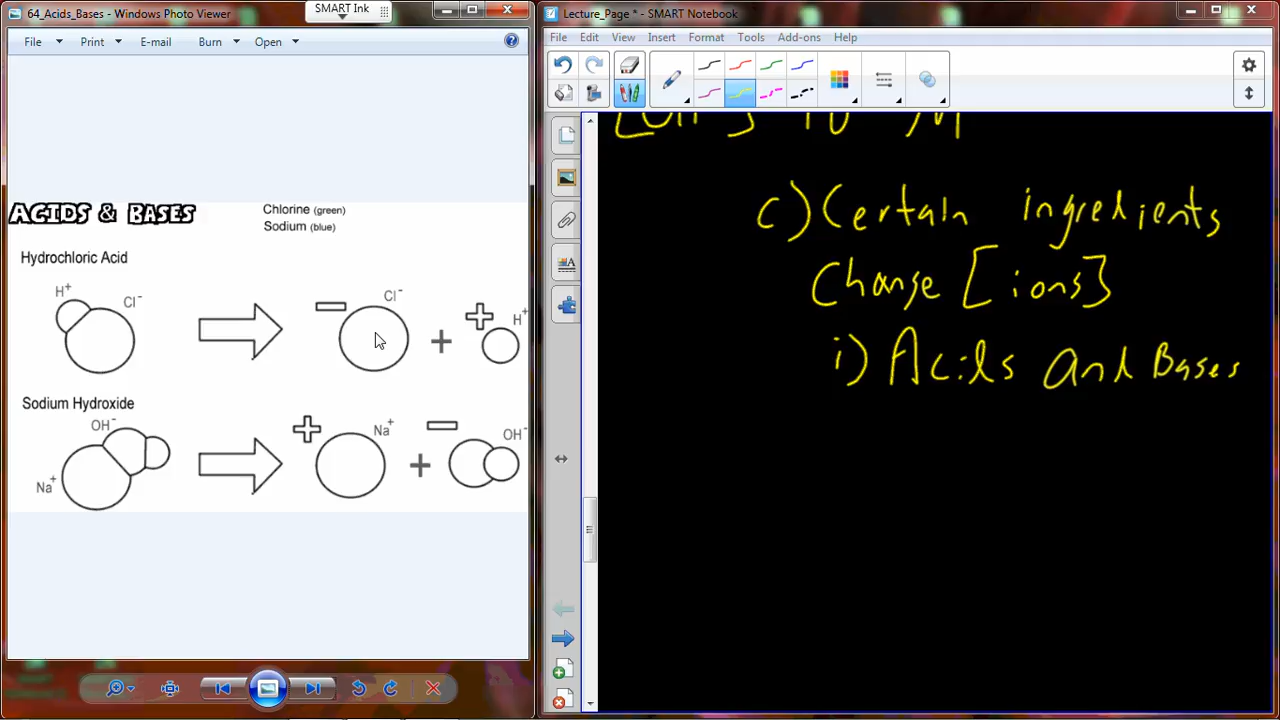 64_Acids_Bases - Windows Photo Viewer
SMART Ink
File Print E-mail Burn Open
ACIDS & BASES
Chlorine (green)
Sodium (blue)
Hydrochloric Acid
H+ Cl-
Cl- + H+
Sodium Hydroxide
OH-
Na+
Na+ + OH-
Lecture_Page * - SMART Notebook
File Edit View Insert Format Tools Add-ons Help
c) Certain ingredients
Change [ions]
i) Acids and Bases